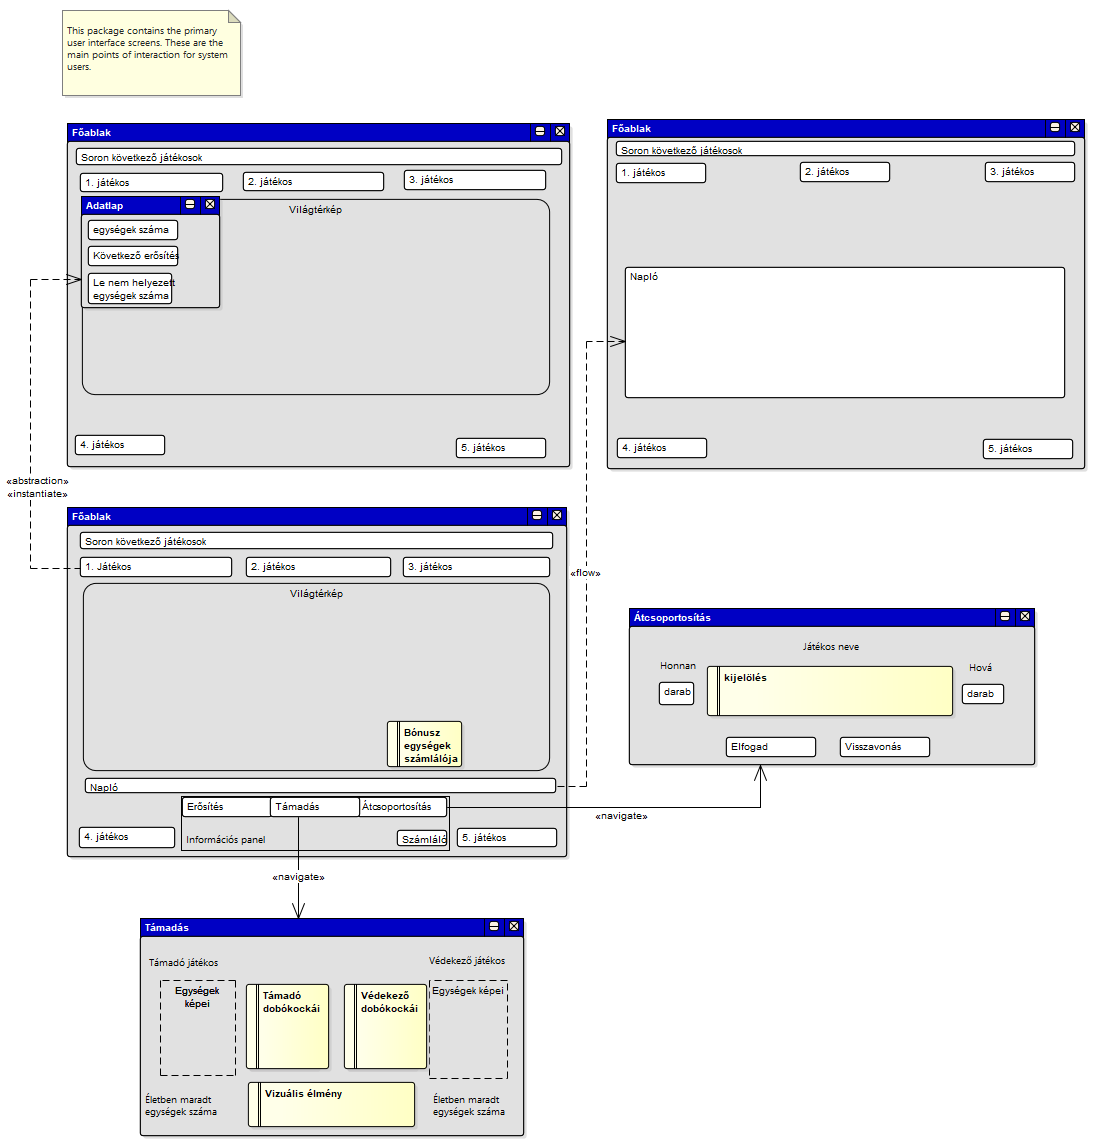 This package contains the primary
user interface screens. These are the
main points of interaction for system
users.
Főablak
Soron következő játékosok
1. játékos
2. játékos
3. játékos
Világtérkép
Adatlap
egységek száma
Következő erősítés
Le nem helyezett
egységek száma
4. játékos
5. játékos
Főablak
Soron következő játékosok
1. játékos
2. játékos
3. játékos
Napló
4. játékos
5. játékos
«abstraction»
«instantiate»
«flow»
Főablak
Soron következő játékosok
1. Játékos
2. játékos
3. játékos
Világtérkép
Bónusz
egységek
számlálója
Napló
Erősítés
Támadás
Átcsoportosítás
Információs panel
Számláló
4. játékos
5. játékos
«navigate»
«navigate»
Átcsoportosítás
Játékos neve
Honnan
Hová
darab
kijelölés
darab
Elfogad
Visszavonás
Támadás
Támadó játékos
Védekező játékos
Egységek
képei
Támadó
dobókockái
Védekező
dobókockái
Egységek képei
Vizuális élmény
Életben maradt
egységek száma
Életben maradt
egységek száma